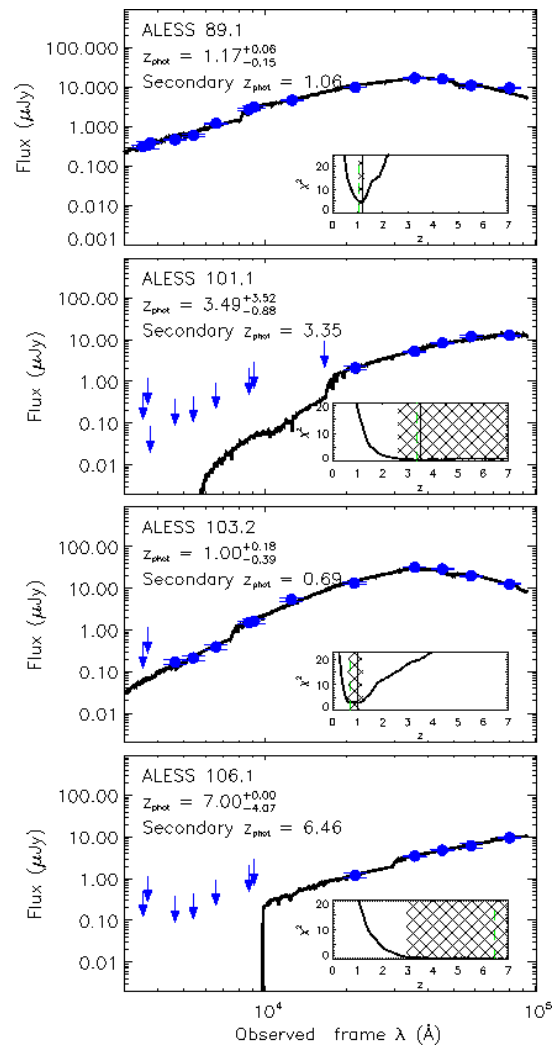 ALESS 89.1
z_phot = 1.17 +0.06 -0.15
Secondary z_phot = 1.06
Flux (μJy)
100.000
10.000
1.000
0.100
0.010
0.001
χ²
20
10
0
0 1 2 3 4 5 6 7
z
ALESS 101.1
z_phot = 3.49 +3.52 -0.88
Secondary z_phot = 3.35
Flux (μJy)
100.00
10.00
1.00
0.10
0.01
χ²
20
10
0
0 1 2 3 4 5 6 7
z
ALESS 103.2
z_phot = 1.00 +0.18 -0.39
Secondary z_phot = 0.69
Flux (μJy)
100.00
10.00
1.00
0.10
0.01
χ²
20
10
0
0 1 2 3 4 5 6 7
z
ALESS 106.1
z_phot = 7.00 +0.00 -4.07
Secondary z_phot = 6.46
Flux (μJy)
100.00
10.00
1.00
0.10
0.01
χ²
20
10
0
0 1 2 3 4 5 6 7
z
10⁴ 10⁵
Observed frame λ (Å)